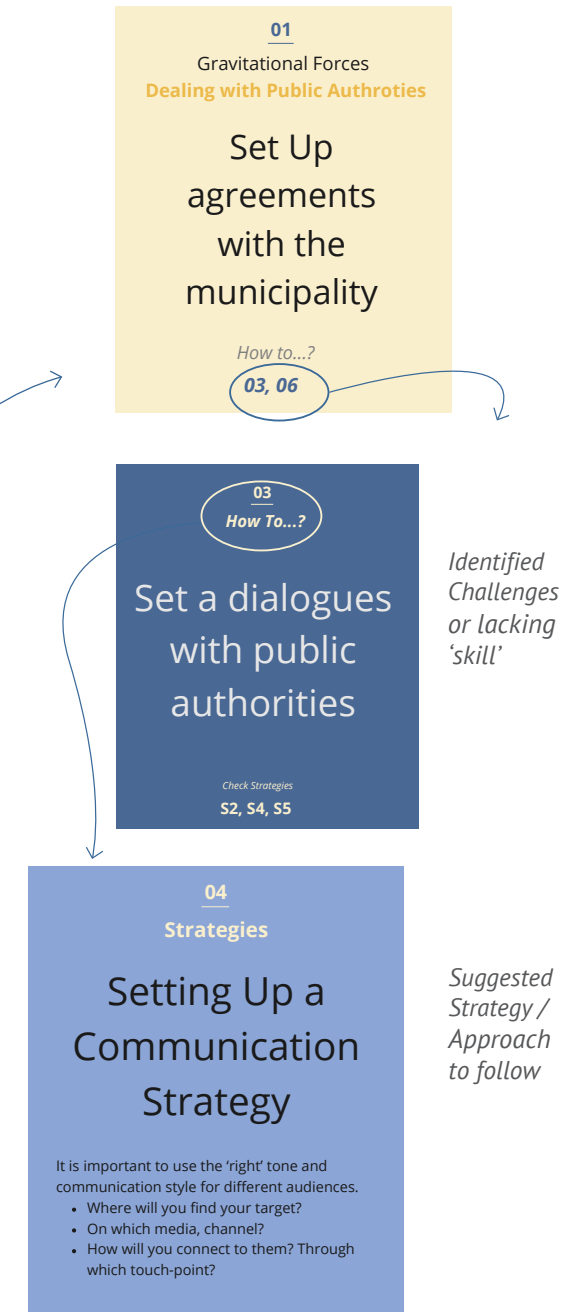 01
Gravitational Forces
Dealing with Public Authroties
Set Up
agreements
with the
municipality
How to...?
03, 06
03
How To...?
Set a dialogues
with public
authorities
Check Strategies
S2, S4, S5
Identified
Challenges
or lacking
‘skill’
04
Strategies
Setting Up a
Communication
Strategy
It is important to use the ‘right’ tone and
communication style for different audiences.
• Where will you find your target?
• On which media, channel?
• How will you connect to them? Through
which touch-point?
Suggested
Strategy /
Approach
to follow